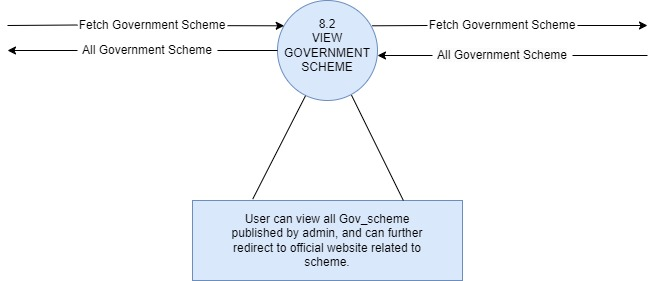 Fetch Government Scheme
All Government Scheme
8.2
VIEW
GOVERNMENT
SCHEME
Fetch Government Scheme
All Government Scheme
User can view all Gov_scheme
published by admin, and can further
redirect to official website related to
scheme.